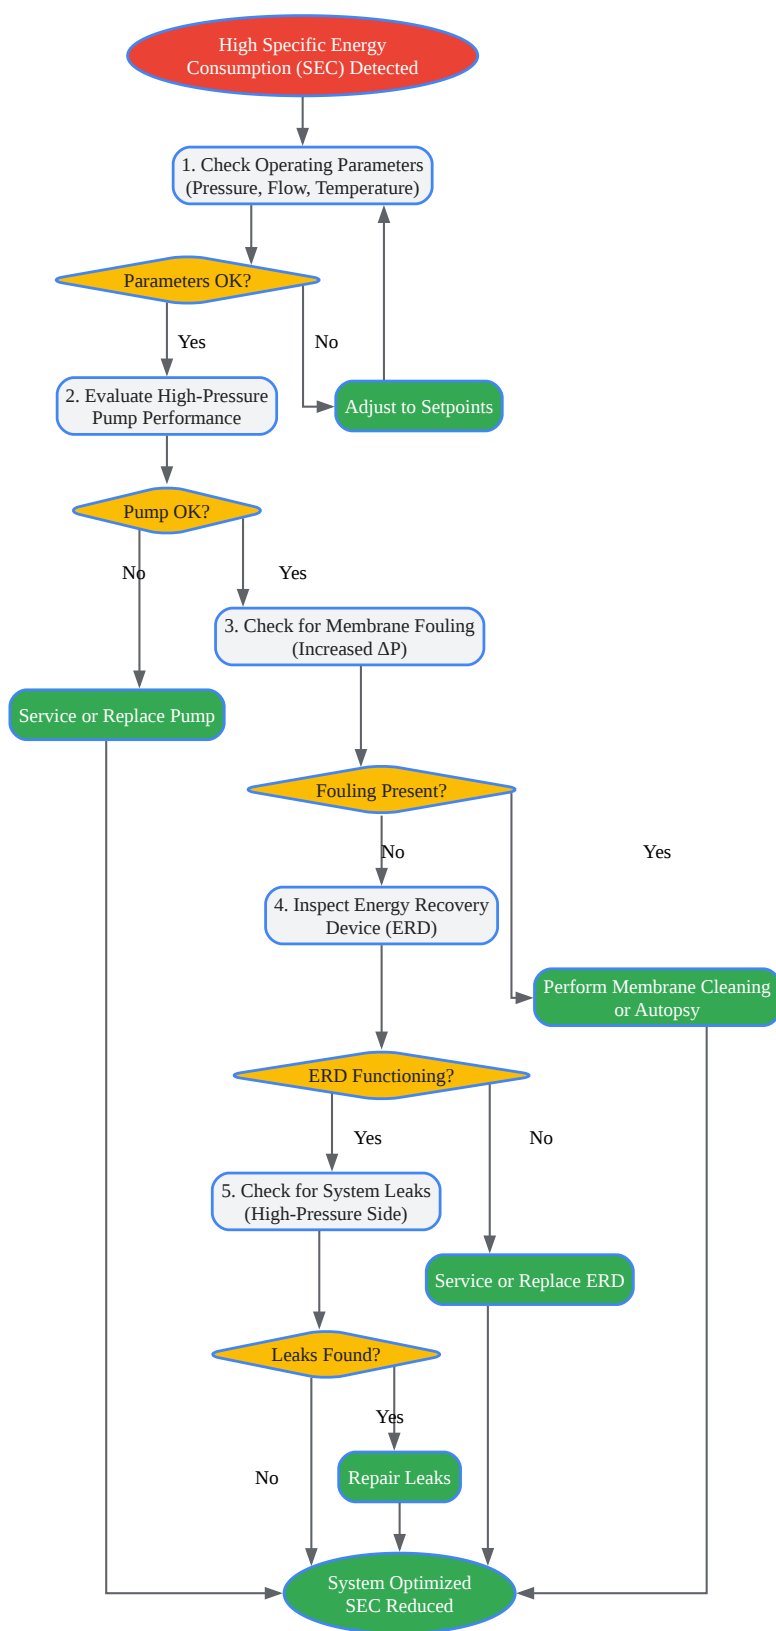 High Specific Energy
Consumption (SEC) Detected
1. Check Operating Parameters
(Pressure, Flow, Temperature)
Parameters OK?
Yes
No
2. Evaluate High-Pressure
Pump Performance
Adjust to Setpoints
Pump OK?
No
Yes
3. Check for Membrane Fouling
(Increased ΔP)
Service or Replace Pump
Fouling Present?
No
Yes
4. Inspect Energy Recovery
Device (ERD)
Perform Membrane Cleaning
or Autopsy
ERD Functioning?
Yes
No
5. Check for System Leaks
(High-Pressure Side)
Service or Replace ERD
Leaks Found?
Yes
No
Repair Leaks
System Optimized
SEC Reduced